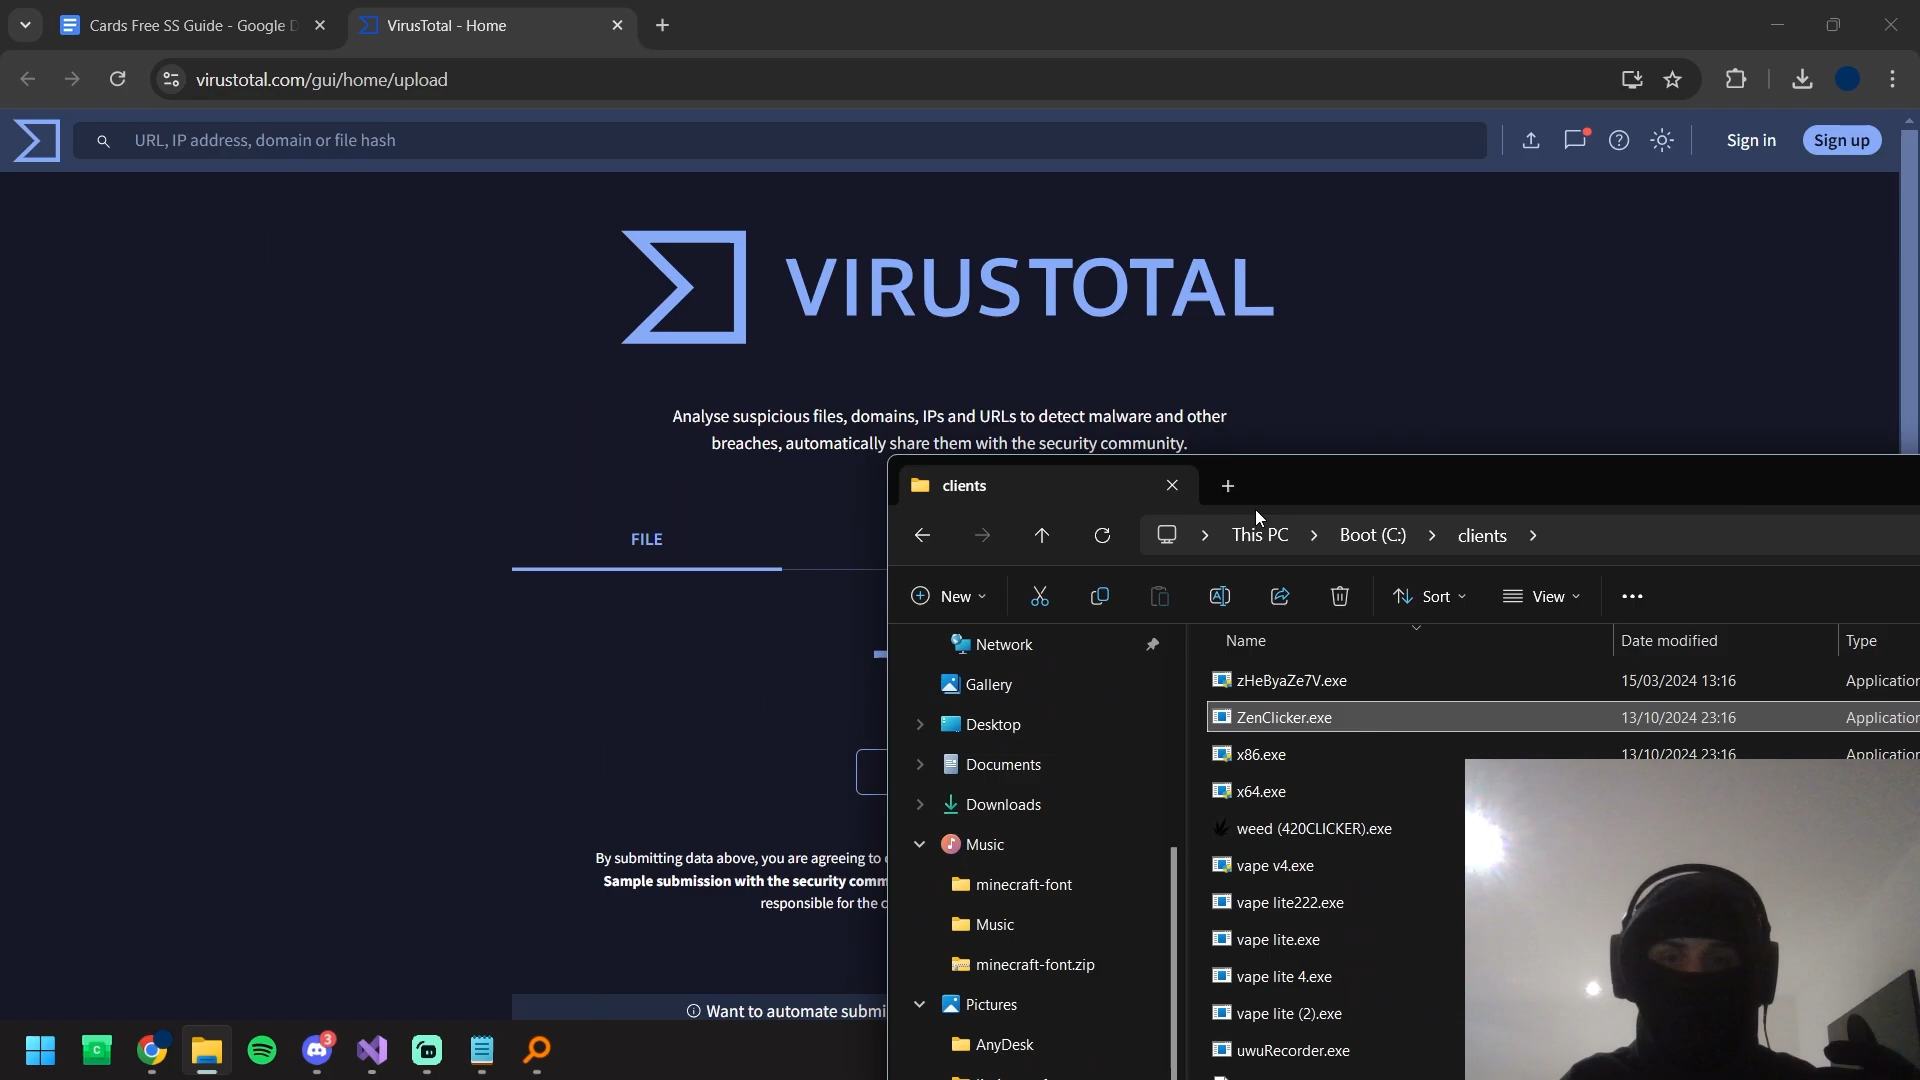 Cards Free SS Guide - Google D
VirusTotal - Home
virustotal.com/gui/home/upload
URL, IP address, domain or file hash
Sign in
Sign up
VIRUSTOTAL
Analyse suspicious files, domains, IPs and URLs to detect malware and other
breaches, automatically share them with the security community.
FILE
By submitting data above, you are agreeing to
Sample submission with the security comm
responsible for the c
Want to automate submi
clients
This PC
Boot (C:)
clients
New
Sort
View
Network
Gallery
Desktop
Documents
Downloads
Music
minecraft-font
Music
minecraft-font.zip
Pictures
AnyDesk
Name
Date modified
Type
zHeByaZe7V.exe
15/03/2024 13:16
Application
ZenClicker.exe
13/10/2024 23:16
Application
x86.exe
13/10/2024 23:16
Application
x64.exe
weed (420CLICKER).exe
vape v4.exe
vape lite222.exe
vape lite.exe
vape lite 4.exe
vape lite (2).exe
uwuRecorder.exe
C
3